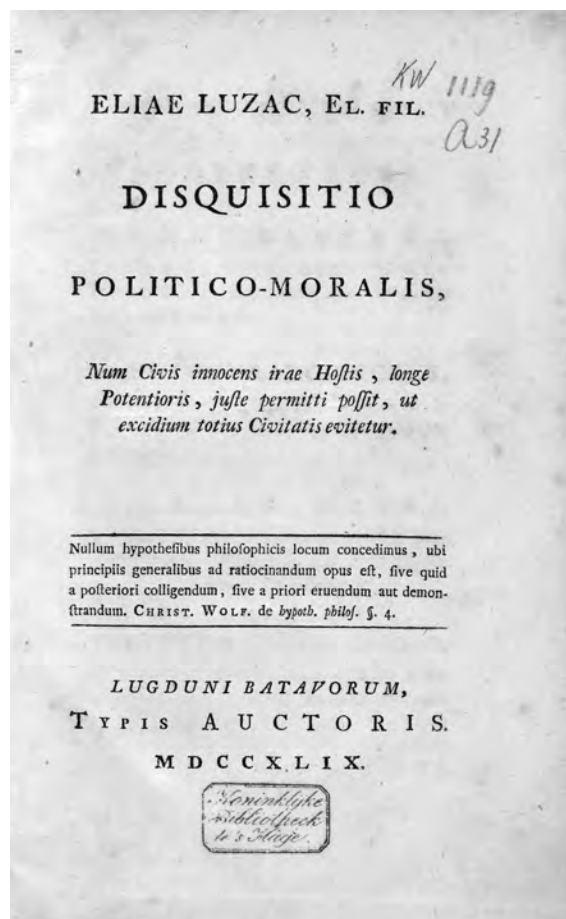 KW 1119
A31
ELIAE LUZAC, EL. FIL.
DISQUISITIO
POLITICO-MORALIS,
Num Civis innocens irae Hoſtis , longe
Potentioris , juſte permitti poſſit, ut
excidium totius Civitatis evitetur.
Nullum hypotheſibus philoſophicis locum concedimus , ubi
principiis generalibus ad ratiocinandum opus eſt, ſive quid
a poſteriori colligendum , ſive a priori eruendum aut demon-
ſtrandum. CHRIST. WOLF. de hypoth. philoſ. §. 4.
LUGDUNI BATAVORUM,
TYPIS AUCTORIS.
MDCCXLIX.
Koninklijke
Bibliotheek
te 's Hage.